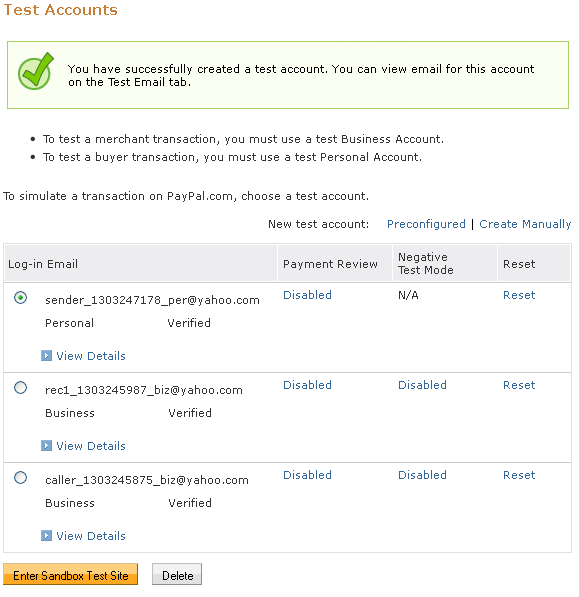 Test Accounts
You have successfully created a test account. You can view email for this account
on the Test Email tab.
• To test a merchant transaction, you must use a test Business Account.
• To test a buyer transaction, you must use a test Personal Account.
To simulate a transaction on PayPal.com, choose a test account.
New test account: Preconfigured | Create Manually
Log-in Email Payment Review Negative Test Mode Reset
sender_1303247178_per@yahoo.com Disabled N/A Reset
Personal Verified
View Details
rec1_1303245987_biz@yahoo.com Disabled Disabled Reset
Business Verified
View Details
caller_1303245875_biz@yahoo.com Disabled Disabled Reset
Business Verified
View Details
Enter Sandbox Test Site Delete